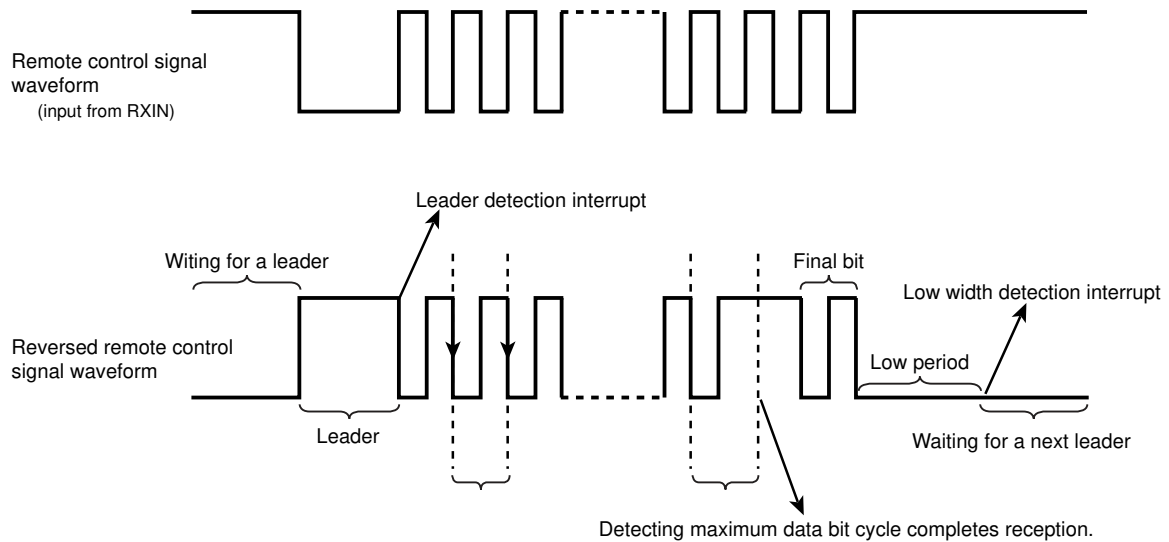 Remote control signal
waveform
(input from RXIN)
Leader detection interrupt
Witing for a leader
Final bit
Low width detection interrupt
Reversed remote control
signal waveform
Low period
Leader
Waiting for a next leader
Detecting maximum data bit cycle completes reception.